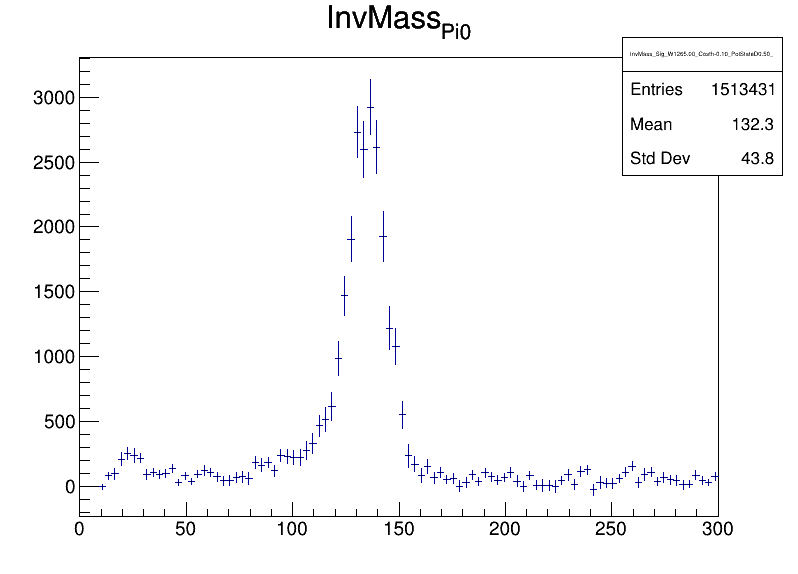 InvMass_Pi0
InvMass_Sig_W1265.00_Costh-0.10_PolStateD0.50_
Entries 1513431
Mean 132.3
Std Dev 43.8
3000
2500
2000
1500
1000
500
0
0 50 100 150 200 250 300